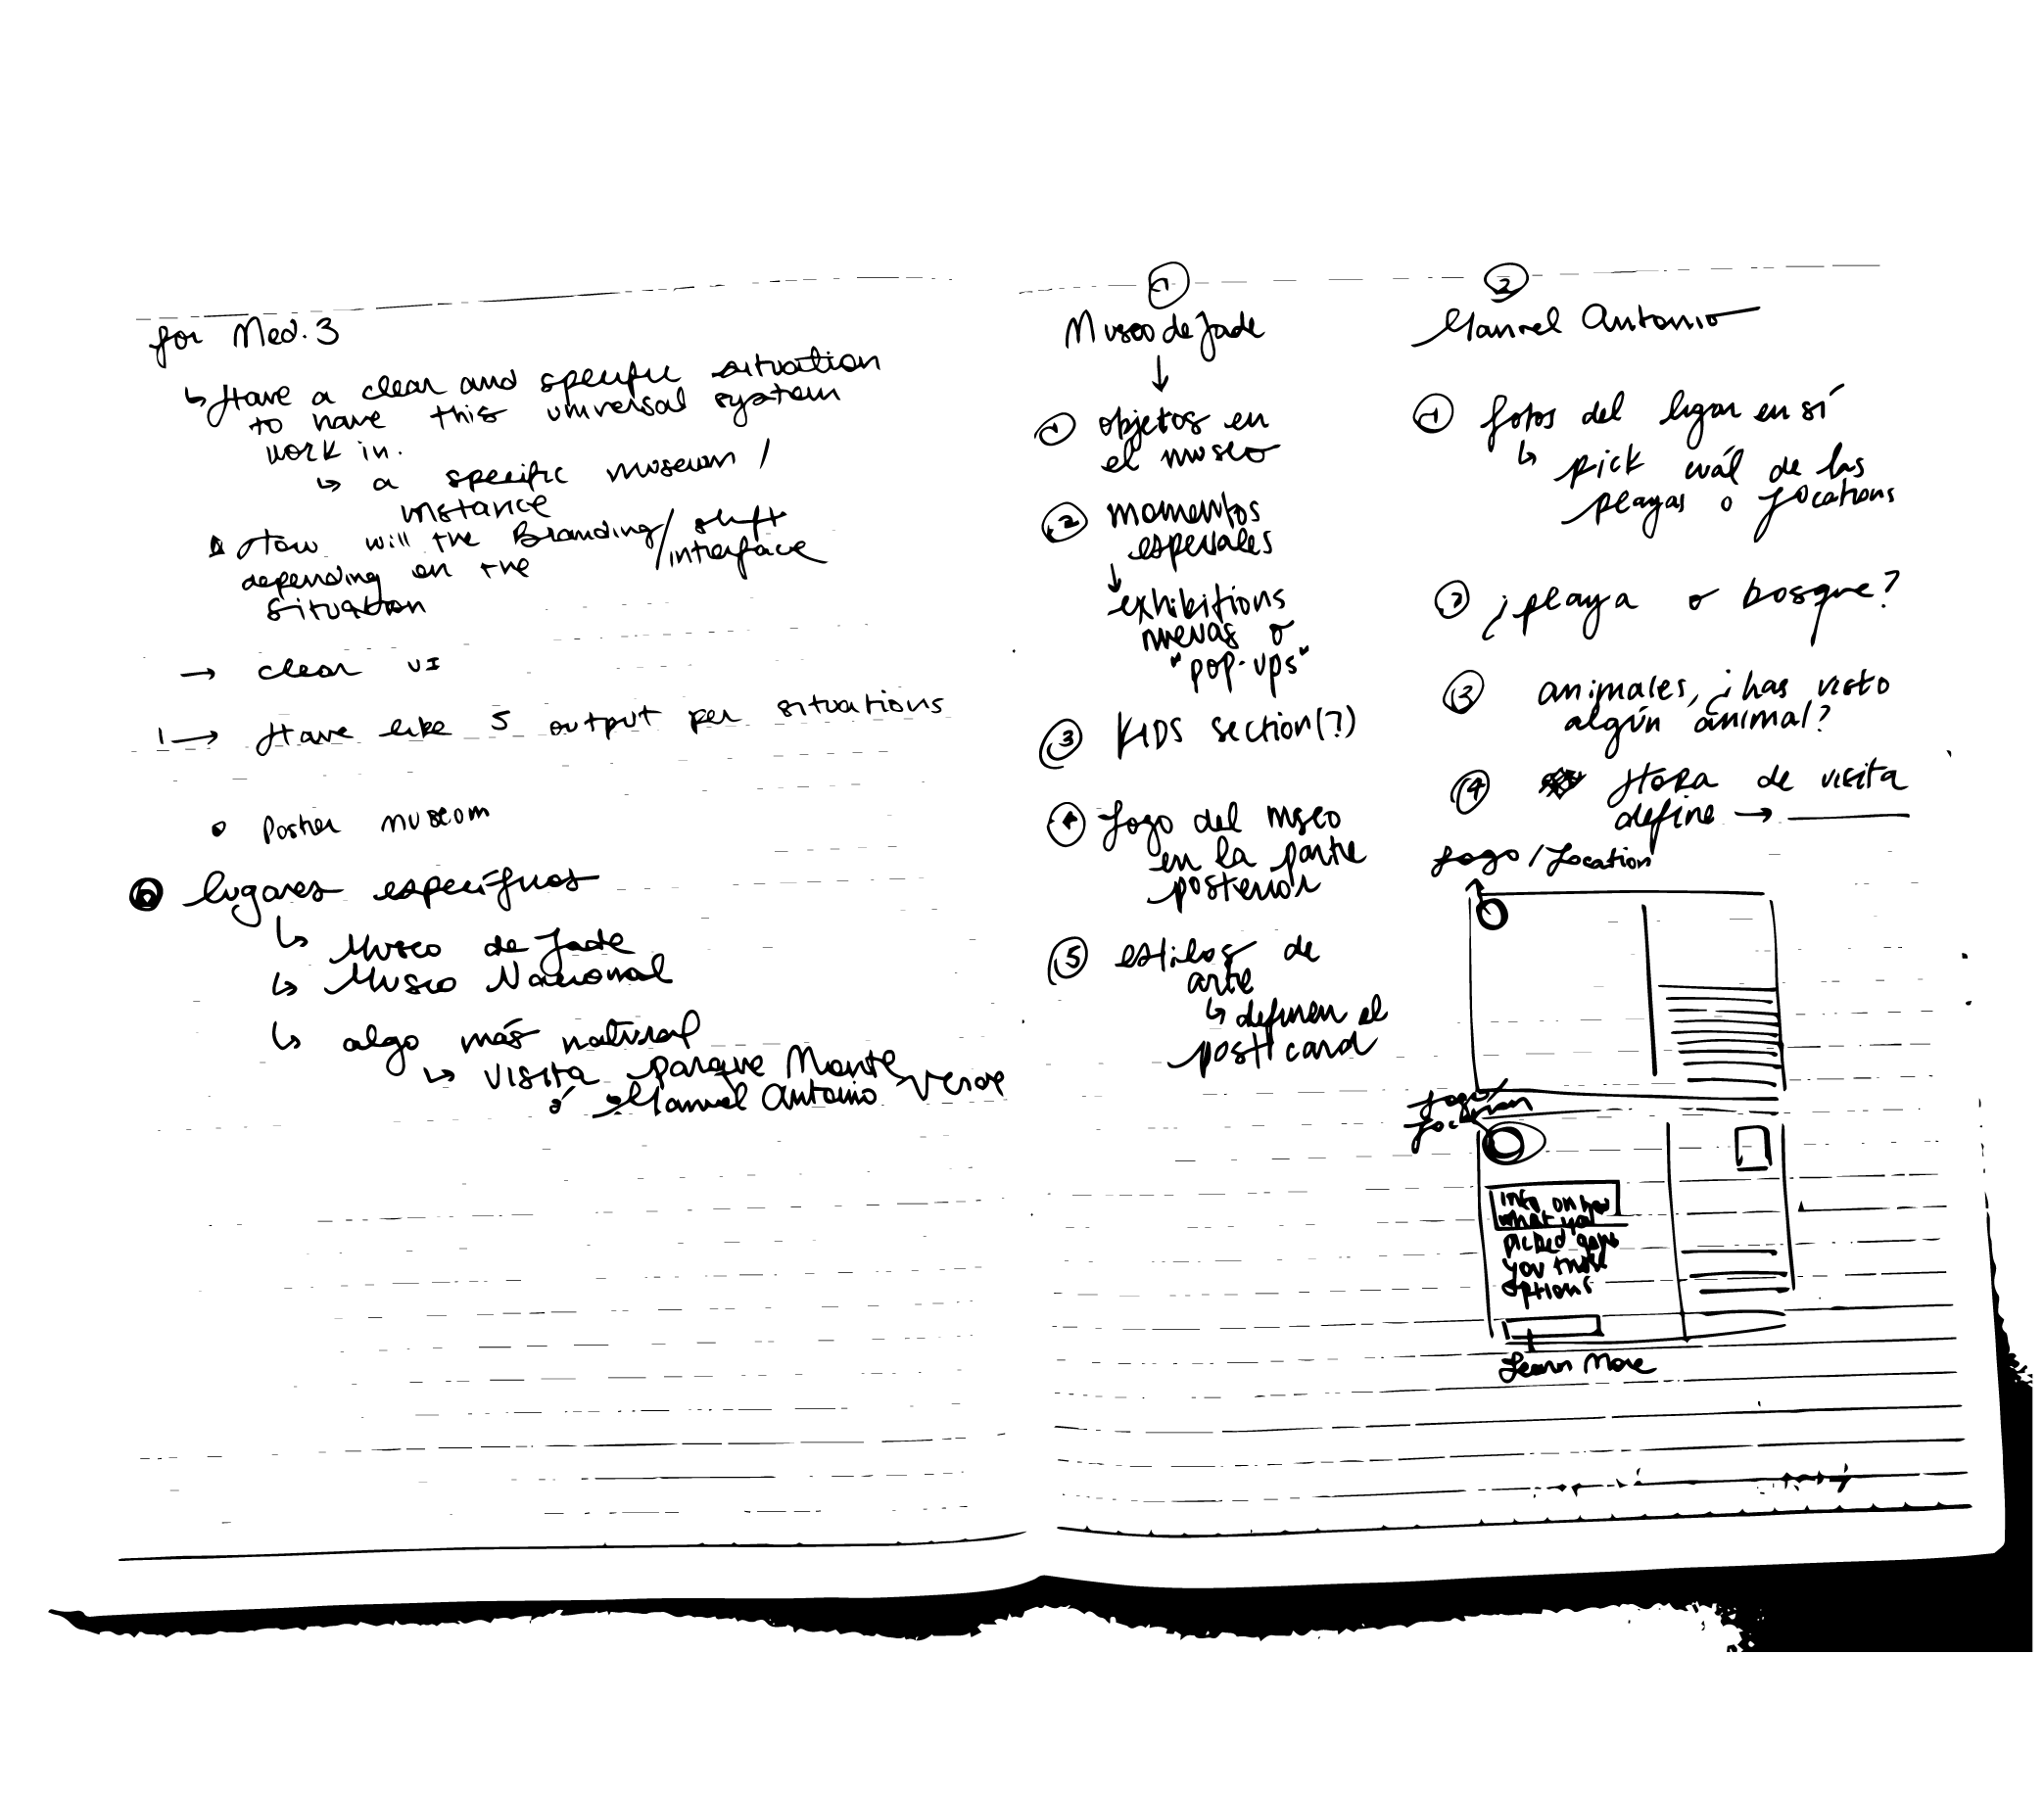 for Med. 3
↳ Have a clear and specific situation
to have this universal system
work in.
↳ a specific museum /
instance
How will the Branding / shift
interface
depending on the
situation
→ clear UI
→ Have like 5 output per situations
• Poster museom
lugares específicos
↳ Museo de Jade
↳ Museo Nacional
↳ algo más natural
↳ visita parque Monte Verde
ó Manuel Antonio
1
Museo de Jade
↓
1 objetos en
el museo
2 momentos
especiales
↓
exhibitions
nuevas o
"pop-ups"
3 KIDS section(?)
4 Logo del museo
en la parte
posterior
5 estilos de
arte
↳ definen el
post card
2
Manuel Antonio
1 fotos del lugar en sí
↳ pick cuál de las
playas o locations
2 ¿playa o bosque?
3 animales, ¿has visto
algún animal?
4 Hora de visita
define →
Logo / Location
Logo /
Info on how
what you
picked gave
you those
options
Learn More